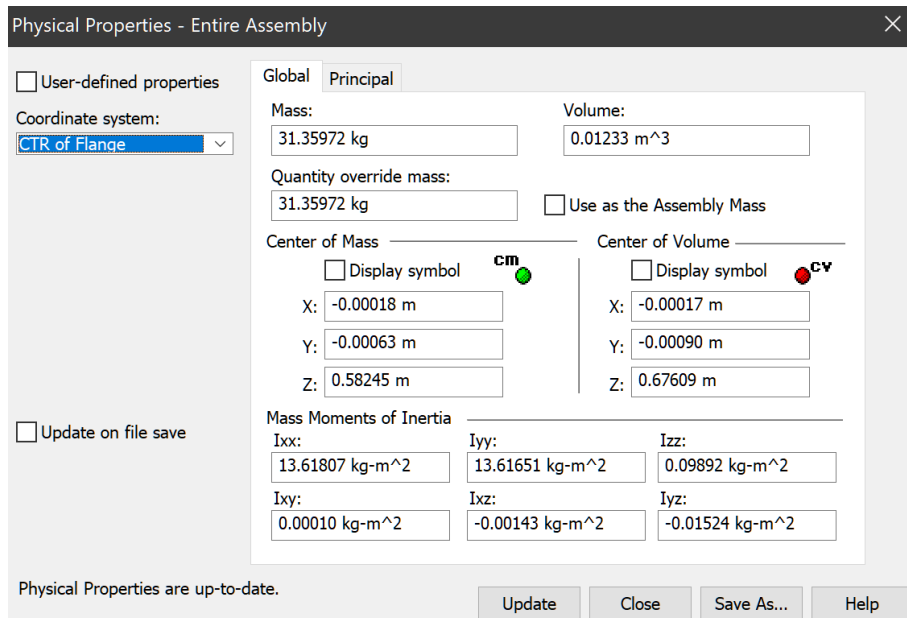 Physical Properties - Entire Assembly
User-defined properties
Coordinate system:
CTR of Flange
Update on file save
Global Principal
Mass: Volume:
31.35972 kg 0.01233 m^3
Quantity override mass:
31.35972 kg Use as the Assembly Mass
Center of Mass Center of Volume
Display symbol cm Display symbol cv
X: -0.00018 m X: -0.00017 m
Y: -0.00063 m Y: -0.00090 m
Z: 0.58245 m Z: 0.67609 m
Mass Moments of Inertia
Ixx: Iyy: Izz:
13.61807 kg-m^2 13.61651 kg-m^2 0.09892 kg-m^2
Ixy: Ixz: Iyz:
0.00010 kg-m^2 -0.00143 kg-m^2 -0.01524 kg-m^2
Physical Properties are up-to-date.
Update Close Save As... Help